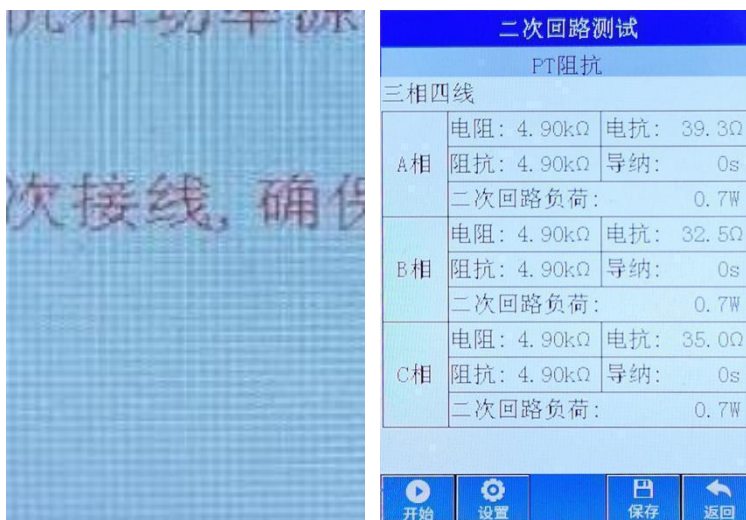 次接线,确保
二次回路测试
PT阻抗
三相四线
A相
电阻: 4.90kΩ 电抗: 39.3Ω
阻抗: 4.90kΩ 导纳: 0s
二次回路负荷: 0.7W
B相
电阻: 4.90kΩ 电抗: 32.5Ω
阻抗: 4.90kΩ 导纳: 0s
二次回路负荷: 0.7W
C相
电阻: 4.90kΩ 电抗: 35.0Ω
阻抗: 4.90kΩ 导纳: 0s
二次回路负荷: 0.7W
开始 设置 保存 返回